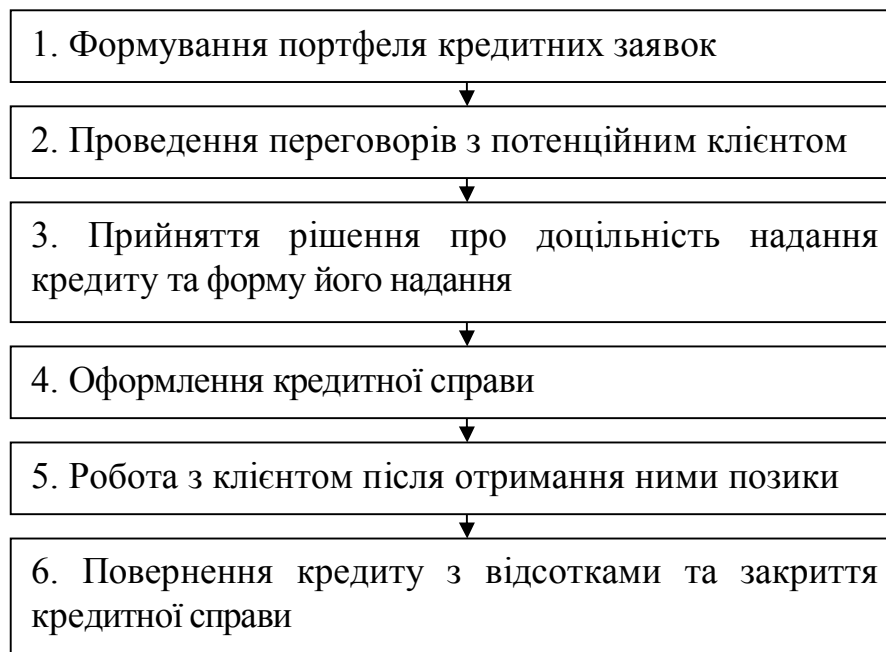 1. Формування портфеля кредитних заявок
2. Проведення переговорів з потенційним клієнтом
3. Прийняття рішення про доцільність надання
кредиту та форму його надання
4. Оформлення кредитної справи
5. Робота з клієнтом після отримання ними позики
6. Повернення кредиту з відсотками та закриття
кредитної справи